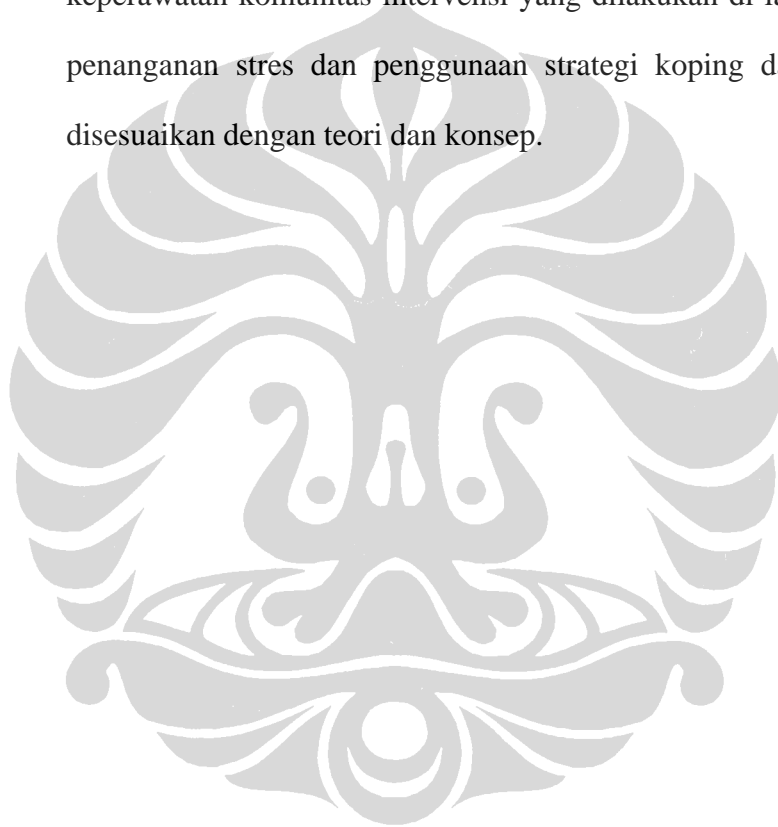 keperawatan komunitas intervensi yang dilakukan di
penanganan stres dan penggunaan strategi koping
disesuaikan dengan teori dan konsep.